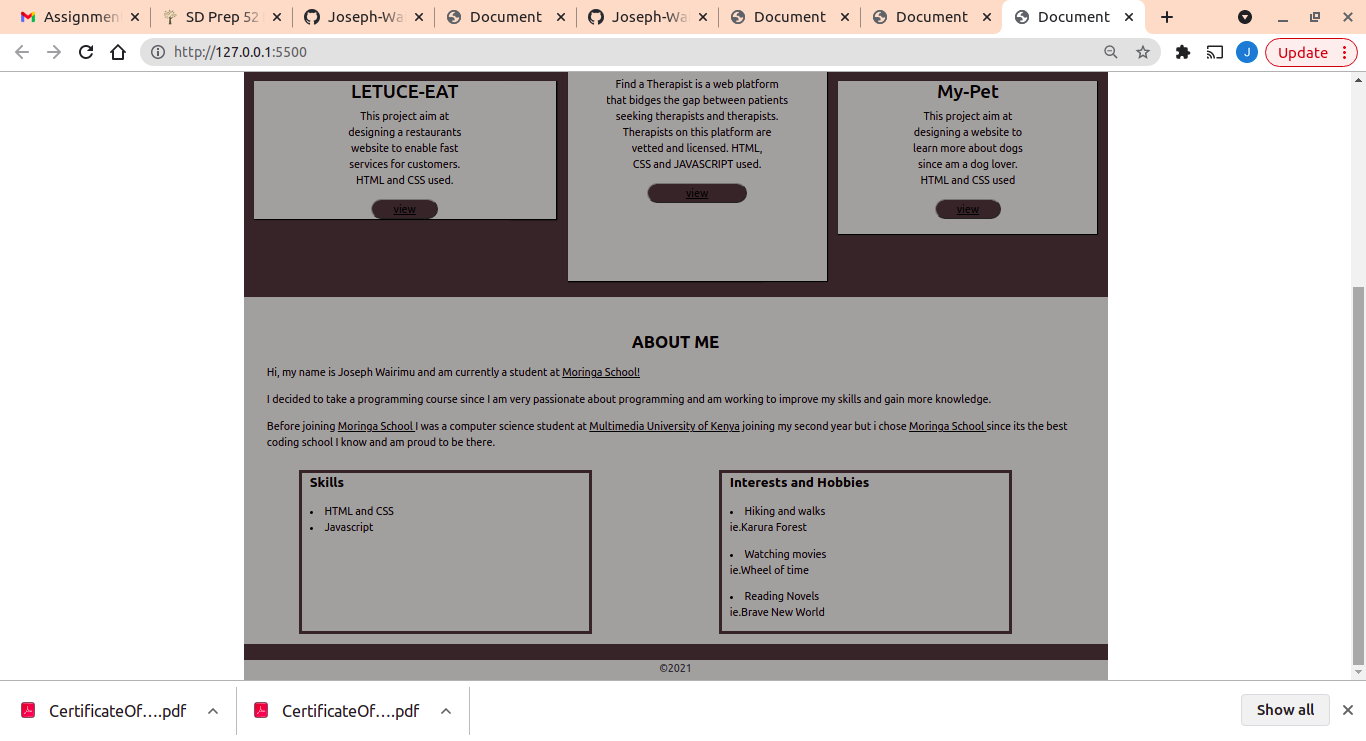 Assignmen
SD Prep 52
Joseph-Wai
Document
Joseph-Wai
Document
Document
Document
http://127.0.0.1:5500
J
Update
LETUCE-EAT
This project aim at
designing a restaurants
website to enable fast
services for customers.
HTML and CSS used.
view
Find a Therapist is a web platform
that bidges the gap between patients
seeking therapists and therapists.
Therapists on this platform are
vetted and licensed. HTML,
CSS and JAVASCRIPT used.
view
My-Pet
This project aim at
designing a website to
learn more about dogs
since am a dog lover.
HTML and CSS used
view
ABOUT ME
Hi, my name is Joseph Wairimu and am currently a student at Moringa School!
I decided to take a programming course since I am very passionate about programming and am working to improve my skills and gain more knowledge.
Before joining Moringa School I was a computer science student at Multimedia University of Kenya joining my second year but i chose Moringa School since its the best
coding school I know and am proud to be there.
Skills
• HTML and CSS
• Javascript
Interests and Hobbies
• Hiking and walks
ie.Karura Forest
• Watching movies
ie.Wheel of time
• Reading Novels
ie.Brave New World
©2021
CertificateOf....pdf
CertificateOf....pdf
Show all